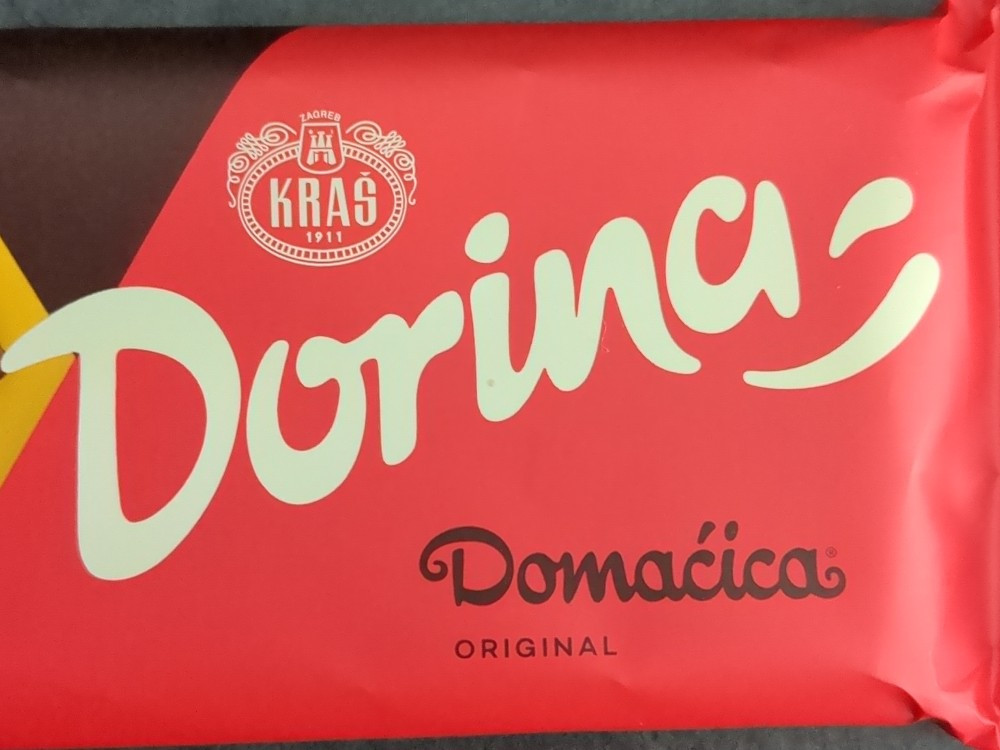 ZAGREB
KRAŠ
1911
Dorina
Domaćica®
ORIGINAL